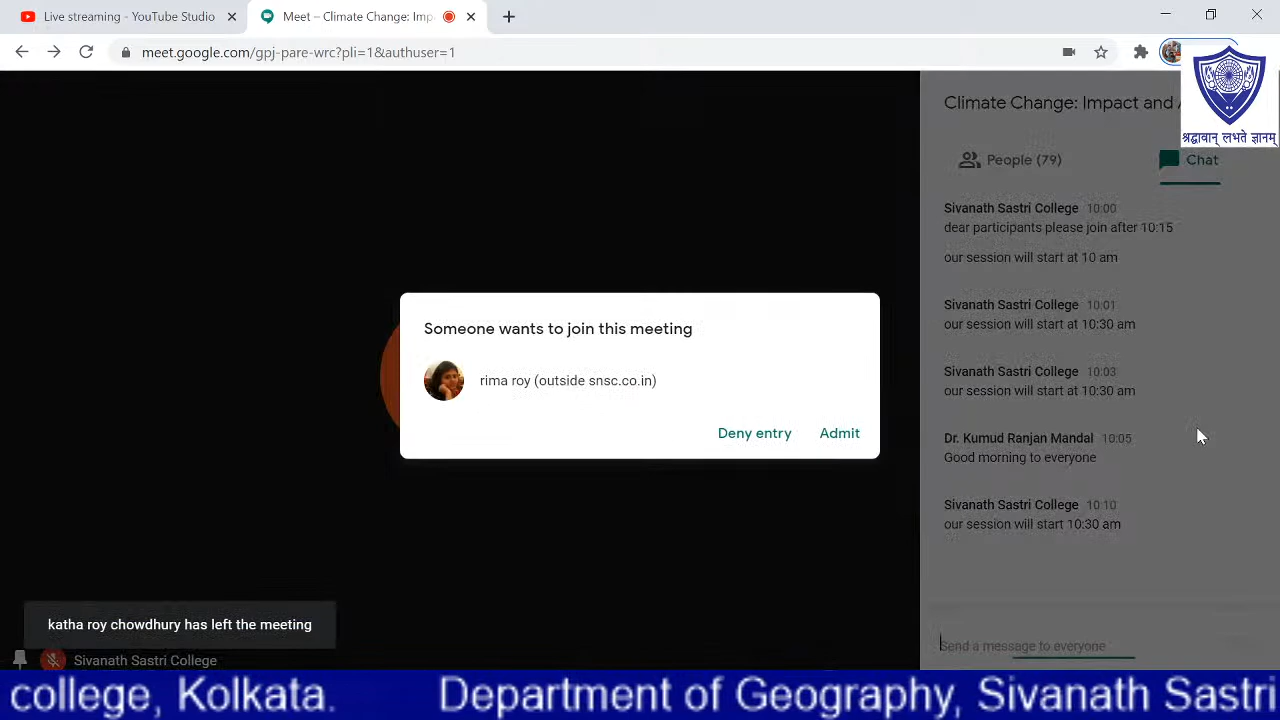 Live streaming - YouTube Studio
Meet – Climate Change: Imp
meet.google.com/gpj-pare-wrc?pli=1&authuser=1
श्रद्धावान् लभते ज्ञानम्
Climate Change: Impact and
People (79)
Chat
Sivanath Sastri College 10:00
dear participants please join after 10:15
our session will start at 10 am
Sivanath Sastri College 10:01
our session will start at 10:30 am
Sivanath Sastri College 10:03
our session will start at 10:30 am
Dr. Kumud Ranjan Mandal 10:05
Good morning to everyone
Sivanath Sastri College 10:10
our session will start 10:30 am
Send a message to everyone
Someone wants to join this meeting
rima roy (outside snsc.co.in)
Deny entry Admit
katha roy chowdhury has left the meeting
Sivanath Sastri College
college, Kolkata. Department of Geography, Sivanath Sastri